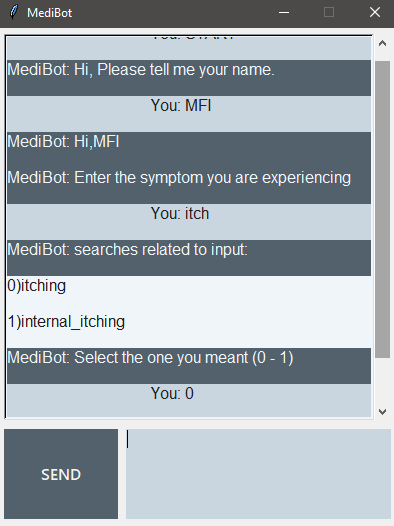 MediBot
You: START
MediBot: Hi, Please tell me your name.
You: MFI
MediBot: Hi,MFI
MediBot: Enter the symptom you are experiencing
You: itch
MediBot: searches related to input:
0)itching
1)internal_itching
MediBot: Select the one you meant (0 - 1)
You: 0
SEND